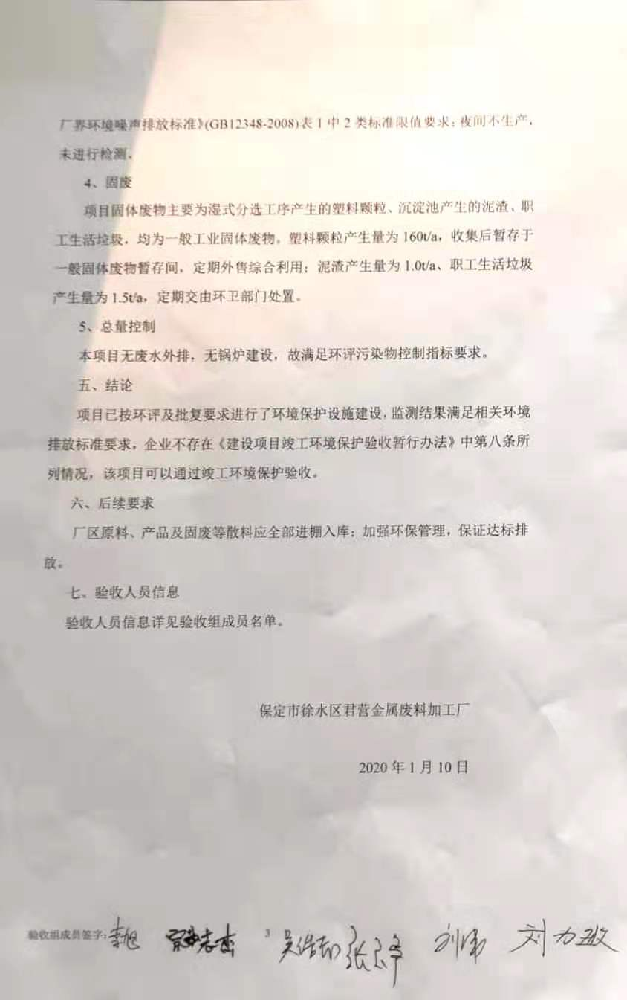 厂界环境噪声排放标准》(GB12348-2008)表1中2类标准限值要求；夜间不生产，
未进行检测。
4、固废
项目固体废物主要为湿式分选工序产生的塑料颗粒、沉淀池产生的泥渣、职
工生活垃圾，均为一般工业固体废物。塑料颗粒产生量为160t/a，收集后暂存于
一般固体废物暂存间，定期外售综合利用；泥渣产生量为1.0t/a、职工生活垃圾
产生量为1.5t/a，定期交由环卫部门处置。
5、总量控制
本项目无废水外排，无锅炉建设，故满足环评污染物控制指标要求。
五、结论
项目已按环评及批复要求进行了环境保护设施建设，监测结果满足相关环境
排放标准要求，企业不存在《建设项目竣工环境保护验收暂行办法》中第八条所
列情况，该项目可以通过竣工环境保护验收。
六、后续要求
厂区原料、产品及固废等散料应全部进棚入库；加强环保管理，保证达标排
放。
七、验收人员信息
验收人员信息详见验收组成员名单。
保定市徐水区君营金属废料加工厂
2020年1月10日
验收组成员签字：李旭 3 刘伟 刘力政